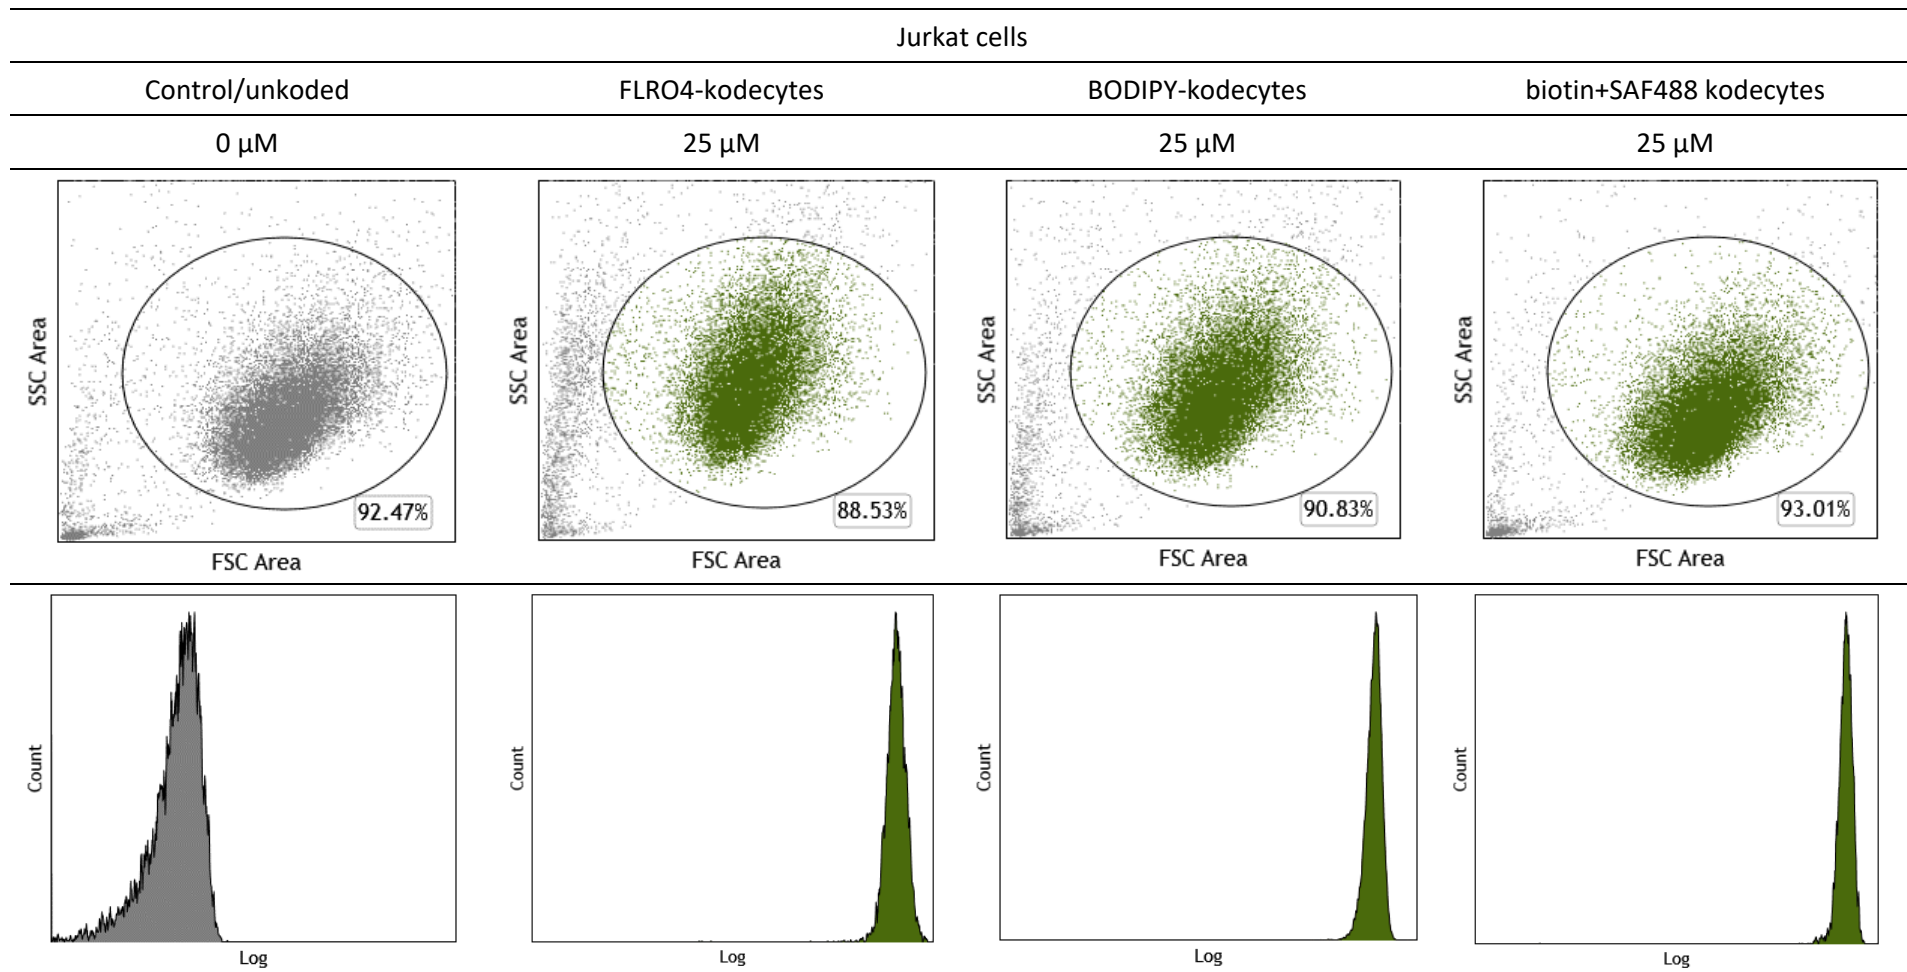 Jurkat cells
Control/unkoded FLRO4-kodecytes BODIPY-kodecytes biotin+SAF488 kodecytes
0 µM 25 µM 25 µM 25 µM
SSC Area SSC Area SSC Area SSC Area
92.47% 88.53% 90.83% 93.01%
FSC Area FSC Area FSC Area FSC Area
Count Count Count Count
Log Log Log Log